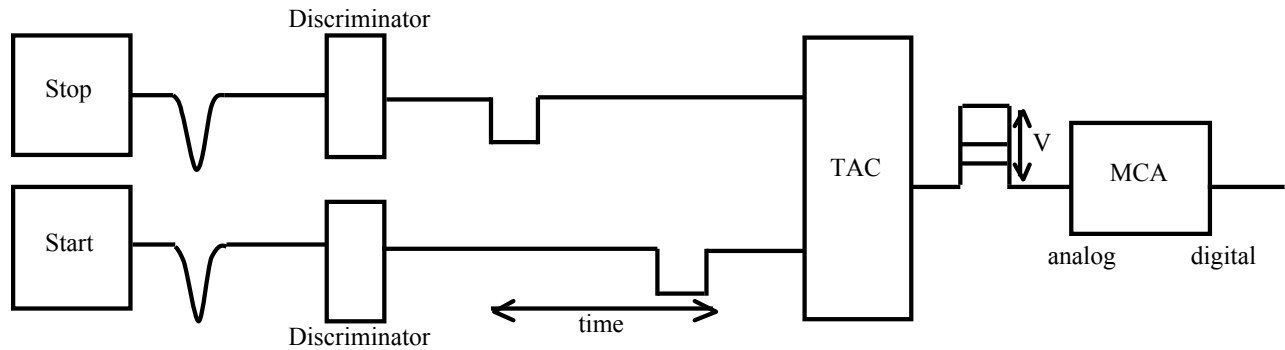 Discriminator
Stop
TAC
V
MCA
Start
analog
digital
time
Discriminator